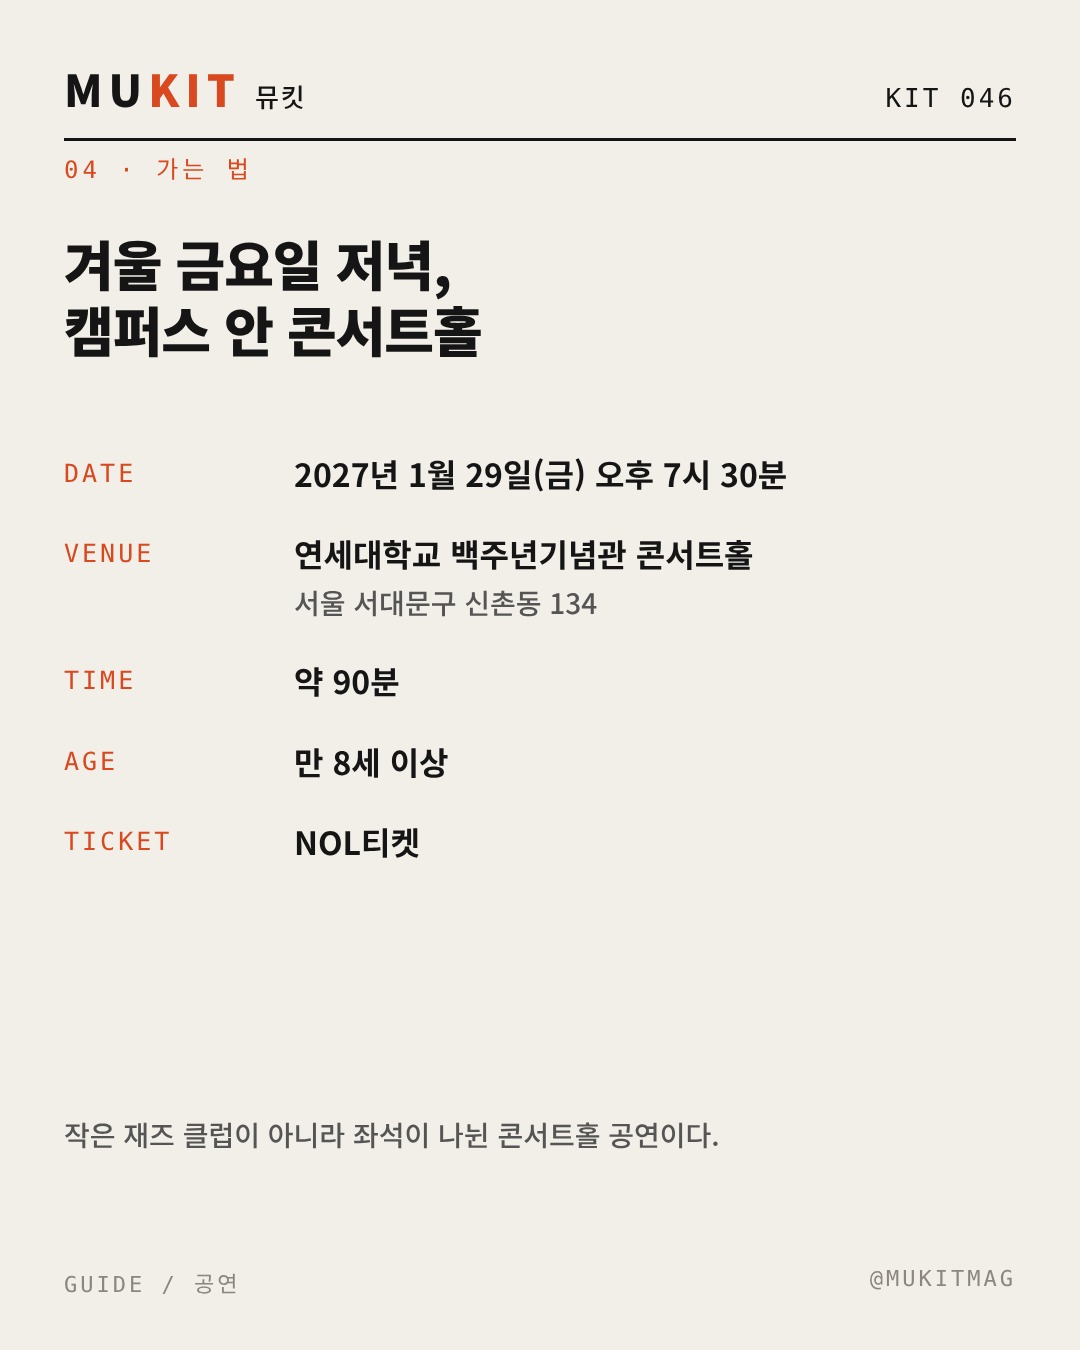 MUKIT 뮤킷
KIT 046
04 · 가는 법
겨울 금요일 저녁,
캠퍼스 안 콘서트홀
DATE
2027년 1월 29일(금) 오후 7시 30분
VENUE
연세대학교 백주년기념관 콘서트홀
서울 서대문구 신촌동 134
TIME
약 90분
AGE
만 8세 이상
TICKET
NOL티켓
작은 재즈 클럽이 아니라 좌석이 나뉜 콘서트홀 공연이다.
GUIDE / 공연
@MUKITMAG